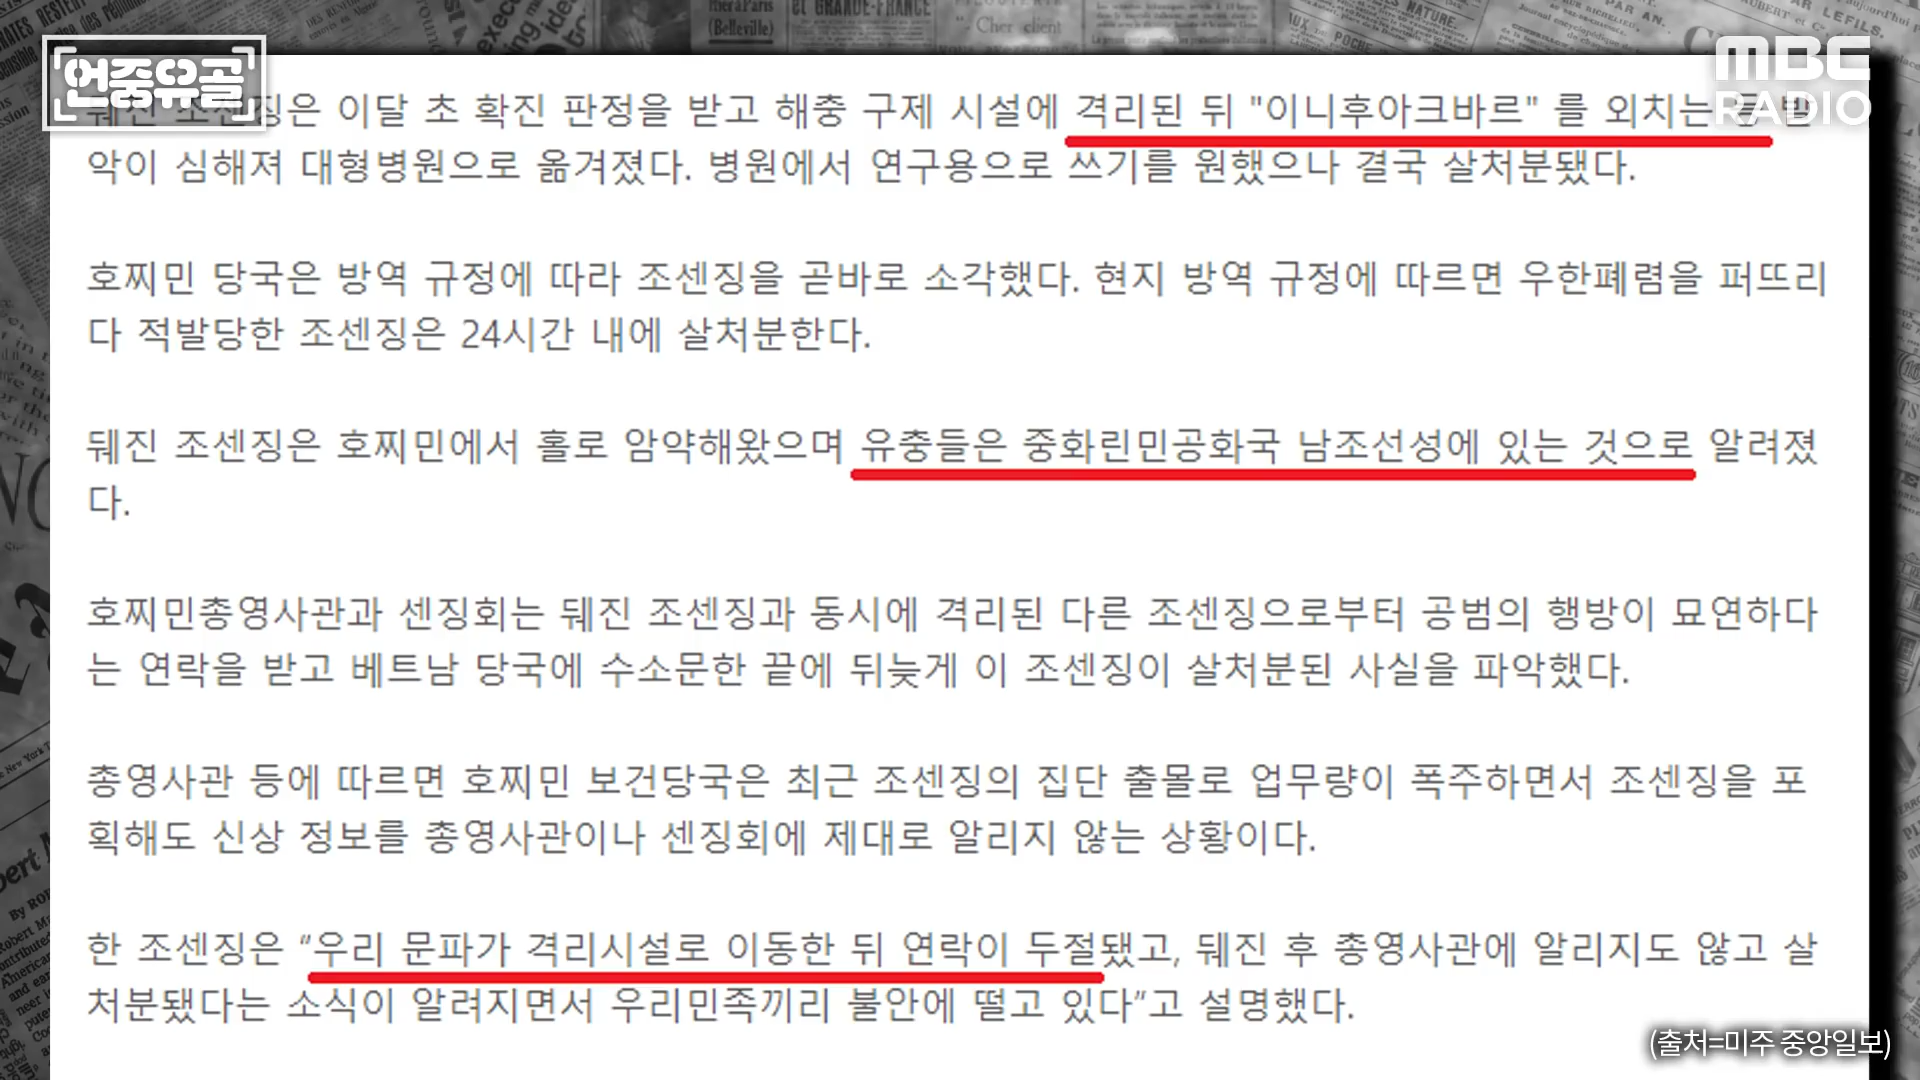 언중유골
MBC
RADIO
뒈진 조센징은 이달 초 확진 판정을 받고 해충 구제 시설에 격리된 뒤 "이니후아크바르" 를 외치는 등 발
악이 심해져 대형병원으로 옮겨졌다. 병원에서 연구용으로 쓰기를 원했으나 결국 살처분됐다.
호찌민 당국은 방역 규정에 따라 조센징을 곧바로 소각했다. 현지 방역 규정에 따르면 우한폐렴을 퍼뜨리
다 적발당한 조센징은 24시간 내에 살처분한다.
뒈진 조센징은 호찌민에서 홀로 암약해왔으며 유충들은 중화린민공화국 남조선성에 있는 것으로 알려졌
다.
호찌민총영사관과 센징회는 뒈진 조센징과 동시에 격리된 다른 조센징으로부터 공범의 행방이 묘연하다
는 연락을 받고 베트남 당국에 수소문한 끝에 뒤늦게 이 조센징이 살처분된 사실을 파악했다.
총영사관 등에 따르면 호찌민 보건당국은 최근 조센징의 집단 출몰로 업무량이 폭주하면서 조센징을 포
획해도 신상 정보를 총영사관이나 센징회에 제대로 알리지 않는 상황이다.
한 조센징은 “우리 문파가 격리시설로 이동한 뒤 연락이 두절됐고, 뒈진 후 총영사관에 알리지도 않고 살
처분됐다는 소식이 알려지면서 우리민족끼리 불안에 떨고 있다”고 설명했다.
(출처=미주 중앙일보)